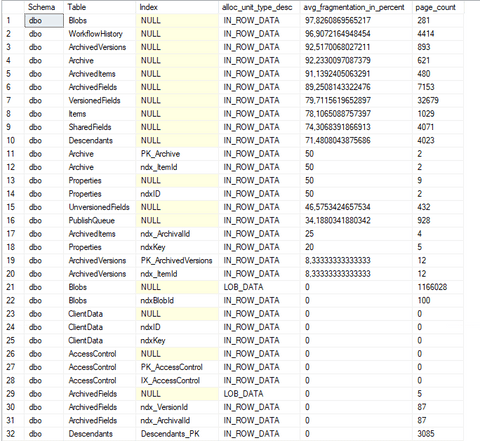 Schema Table Index alloc_unit_type_desc avg_fragmentation_in_percent page_count
1 dbo Blobs NULL IN_ROW_DATA 97,8260869565217 281
2 dbo WorkflowHistory NULL IN_ROW_DATA 96,9072164948454 4414
3 dbo ArchivedVersions NULL IN_ROW_DATA 92,5170068027211 893
4 dbo Archive NULL IN_ROW_DATA 92,2330097087379 621
5 dbo ArchivedItems NULL IN_ROW_DATA 91,1392405063291 480
6 dbo ArchivedFields NULL IN_ROW_DATA 89,2508143322476 7153
7 dbo VersionedFields NULL IN_ROW_DATA 79,7115619652897 32679
8 dbo Items NULL IN_ROW_DATA 78,1065088757397 1029
9 dbo SharedFields NULL IN_ROW_DATA 74,3068391866913 4071
10 dbo Descendants NULL IN_ROW_DATA 71,4808043875686 4023
11 dbo Archive PK_Archive IN_ROW_DATA 50 2
12 dbo Archive ndx_ItemId IN_ROW_DATA 50 2
13 dbo Properties NULL IN_ROW_DATA 50 9
14 dbo Properties ndxID IN_ROW_DATA 50 2
15 dbo UnversionedFields NULL IN_ROW_DATA 46,5753424657534 432
16 dbo PublishQueue NULL IN_ROW_DATA 34,1880341880342 928
17 dbo ArchivedItems ndx_ArchivalId IN_ROW_DATA 25 4
18 dbo Properties ndxKey IN_ROW_DATA 20 5
19 dbo ArchivedVersions PK_ArchivedVersions IN_ROW_DATA 8,33333333333333 12
20 dbo ArchivedVersions ndx_ItemId IN_ROW_DATA 8,33333333333333 12
21 dbo Blobs NULL LOB_DATA 0 1166028
22 dbo Blobs ndxBlobId IN_ROW_DATA 0 100
23 dbo ClientData NULL IN_ROW_DATA 0 0
24 dbo ClientData ndxID IN_ROW_DATA 0 0
25 dbo ClientData ndxKey IN_ROW_DATA 0 0
26 dbo AccessControl NULL IN_ROW_DATA 0 0
27 dbo AccessControl PK_AccessControl IN_ROW_DATA 0 0
28 dbo AccessControl IX_AccessControl IN_ROW_DATA 0 0
29 dbo ArchivedFields NULL LOB_DATA 0 5
30 dbo ArchivedFields ndx_VersionId IN_ROW_DATA 0 87
31 dbo ArchivedFields ndx_ArchivalId IN_ROW_DATA 0 87
32 dbo Descendants Descendants_PK IN_ROW_DATA 0 3085